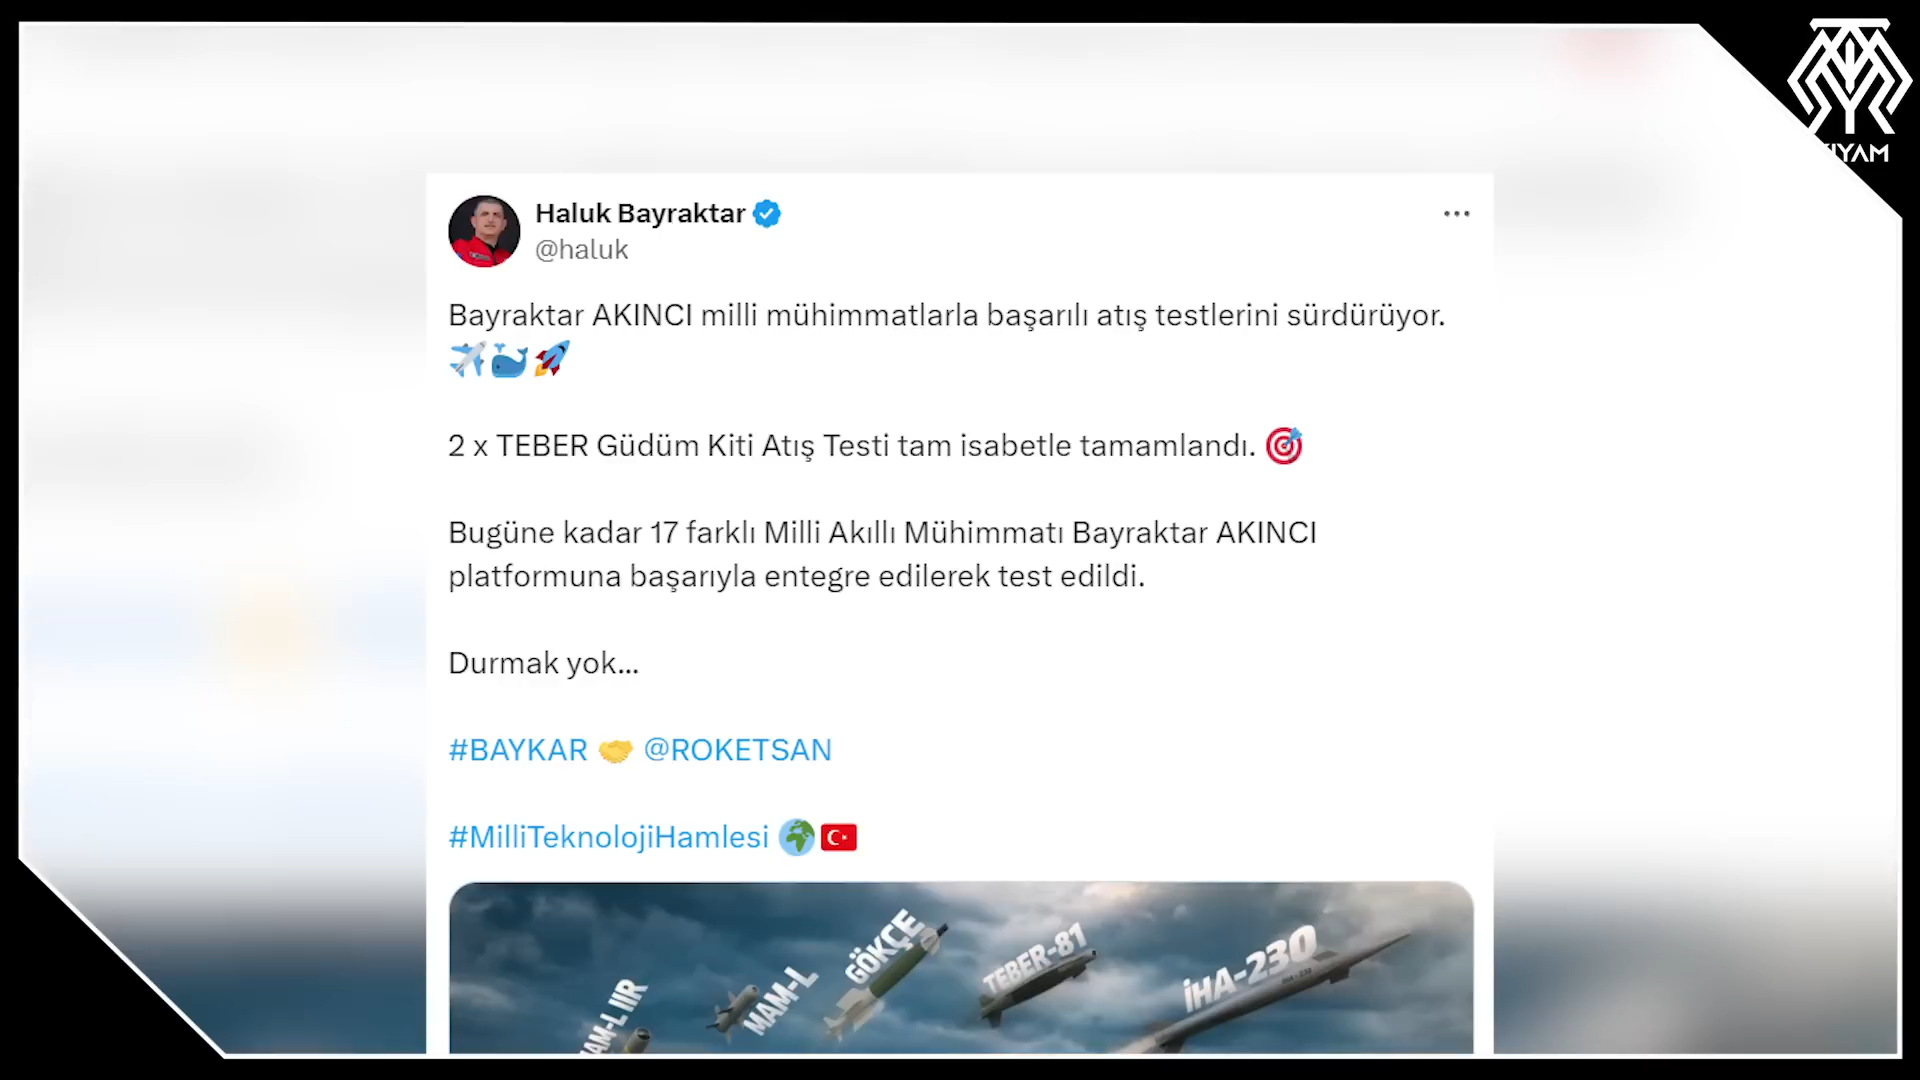 Haluk Bayraktar
@haluk
Bayraktar AKINCI milli mühimmatlarla başarılı atış testlerini sürdürüyor.
✈️🐳🚀
2 x TEBER Güdüm Kiti Atış Testi tam isabetle tamamlandı. 🎯
Bugüne kadar 17 farklı Milli Akıllı Mühimmatı Bayraktar AKINCI
platformuna başarıyla entegre edilerek test edildi.
Durmak yok...
#BAYKAR 🤝 @ROKETSAN
#MilliTeknolojiHamlesi 🌍🇹🇷
MAM-L
GÖKÇE
TEBER-81
İHA-230